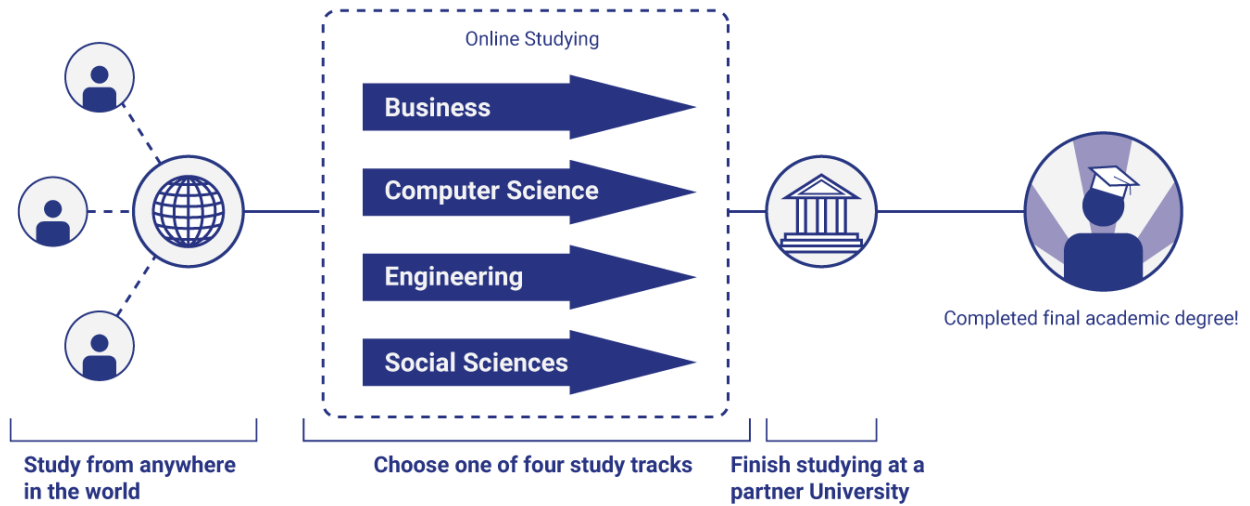 Online Studying
Business
Computer Science
Engineering
Social Sciences
Completed final academic degree!
Study from anywhere
in the world
Choose one of four study tracks
Finish studying at a
partner University